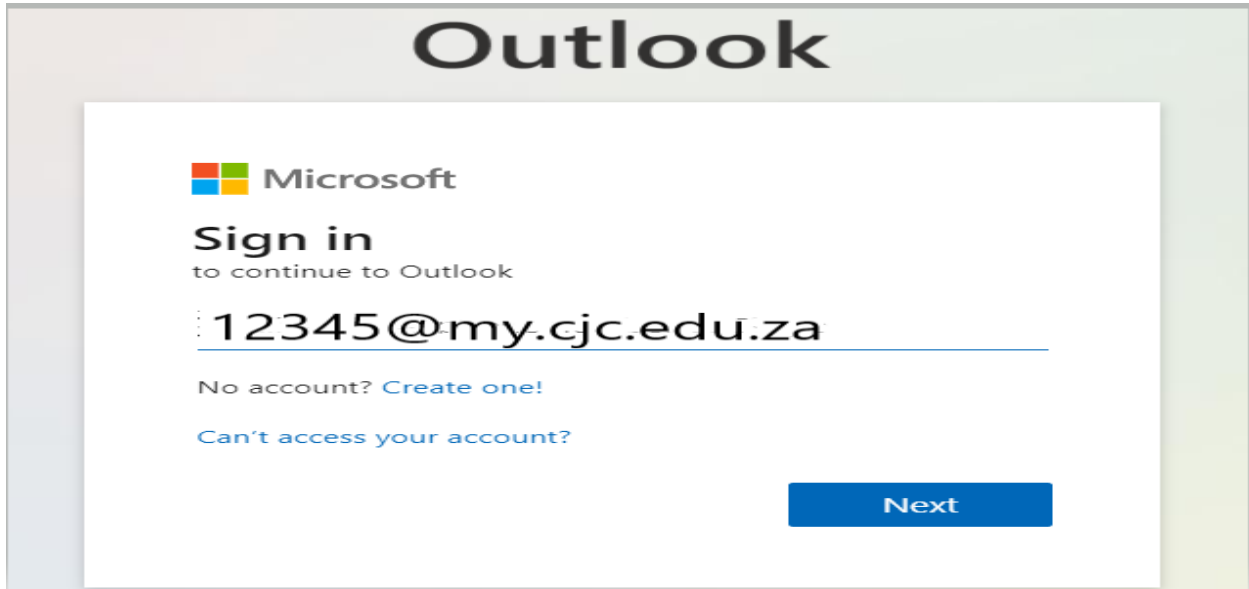 Outlook
Microsoft
Sign in
to continue to Outlook
12345@my.cjc.edu.za
No account? Create one!
Can't access your account?
Next